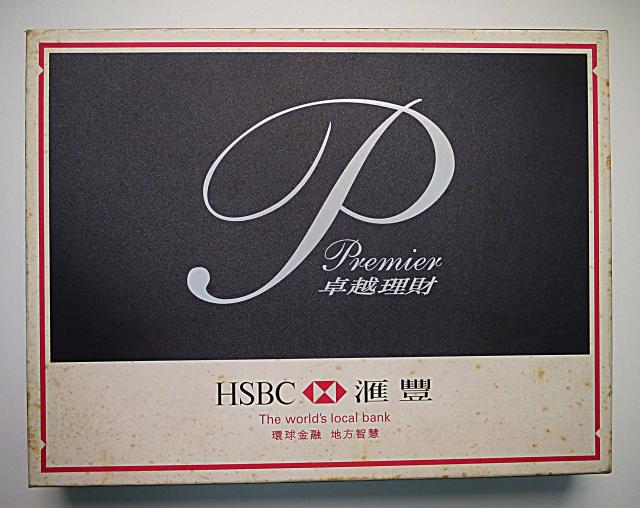 P
Premier
卓越理財
HSBC 滙豐
The world's local bank
環球金融 地方智慧